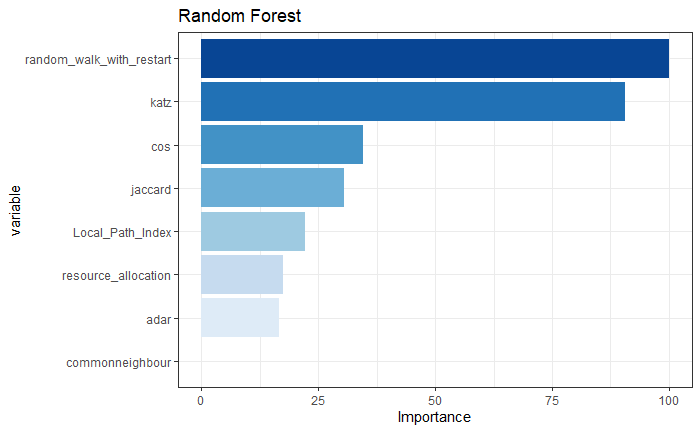 Random Forest
random_walk_with_restart
katz
cos
jaccard
Local_Path_Index
resource_allocation
adar
commonneighbour
variable
0 25 50 75 100
Importance